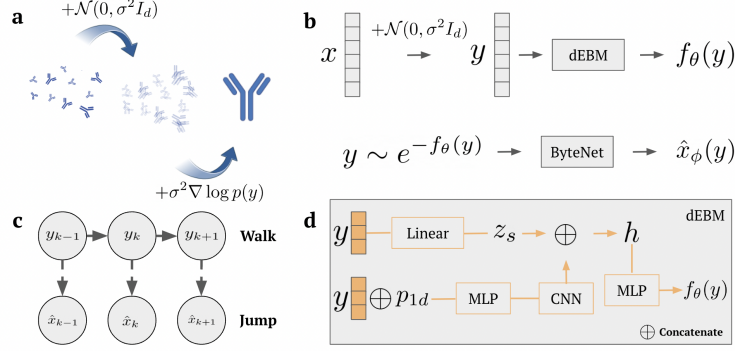 a
+𝒩(0, σ²I_d)
+σ²∇ log p(y)
b
x
+𝒩(0, σ²I_d)
y
dEBM
f_θ(y)
y ∼ e^{−f_θ(y)}
ByteNet
x̂_ϕ(y)
c
y_{k−1} y_k y_{k+1} Walk
x̂_{k−1} x̂_k x̂_{k+1} Jump
d
dEBM
y Linear z_s ⊕ h
y ⊕ p_{1d} MLP CNN MLP f_θ(y)
⊕ Concatenate